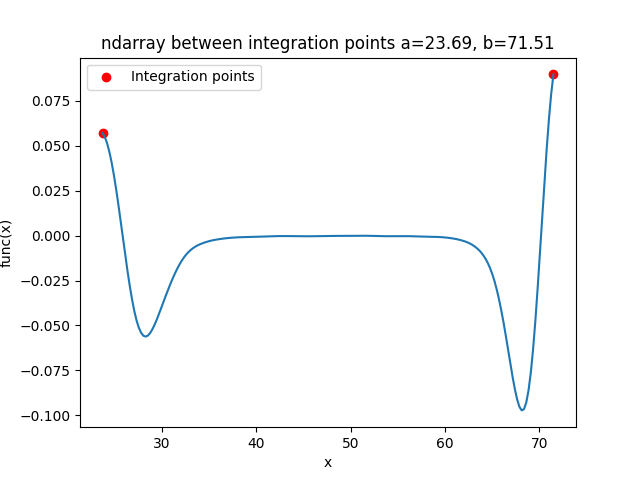 ndarray between integration points a=23.69, b=71.51
Integration points
0.075
0.050
0.025
0.000
−0.025
−0.050
−0.075
−0.100
func(x)
30 40 50 60 70
x